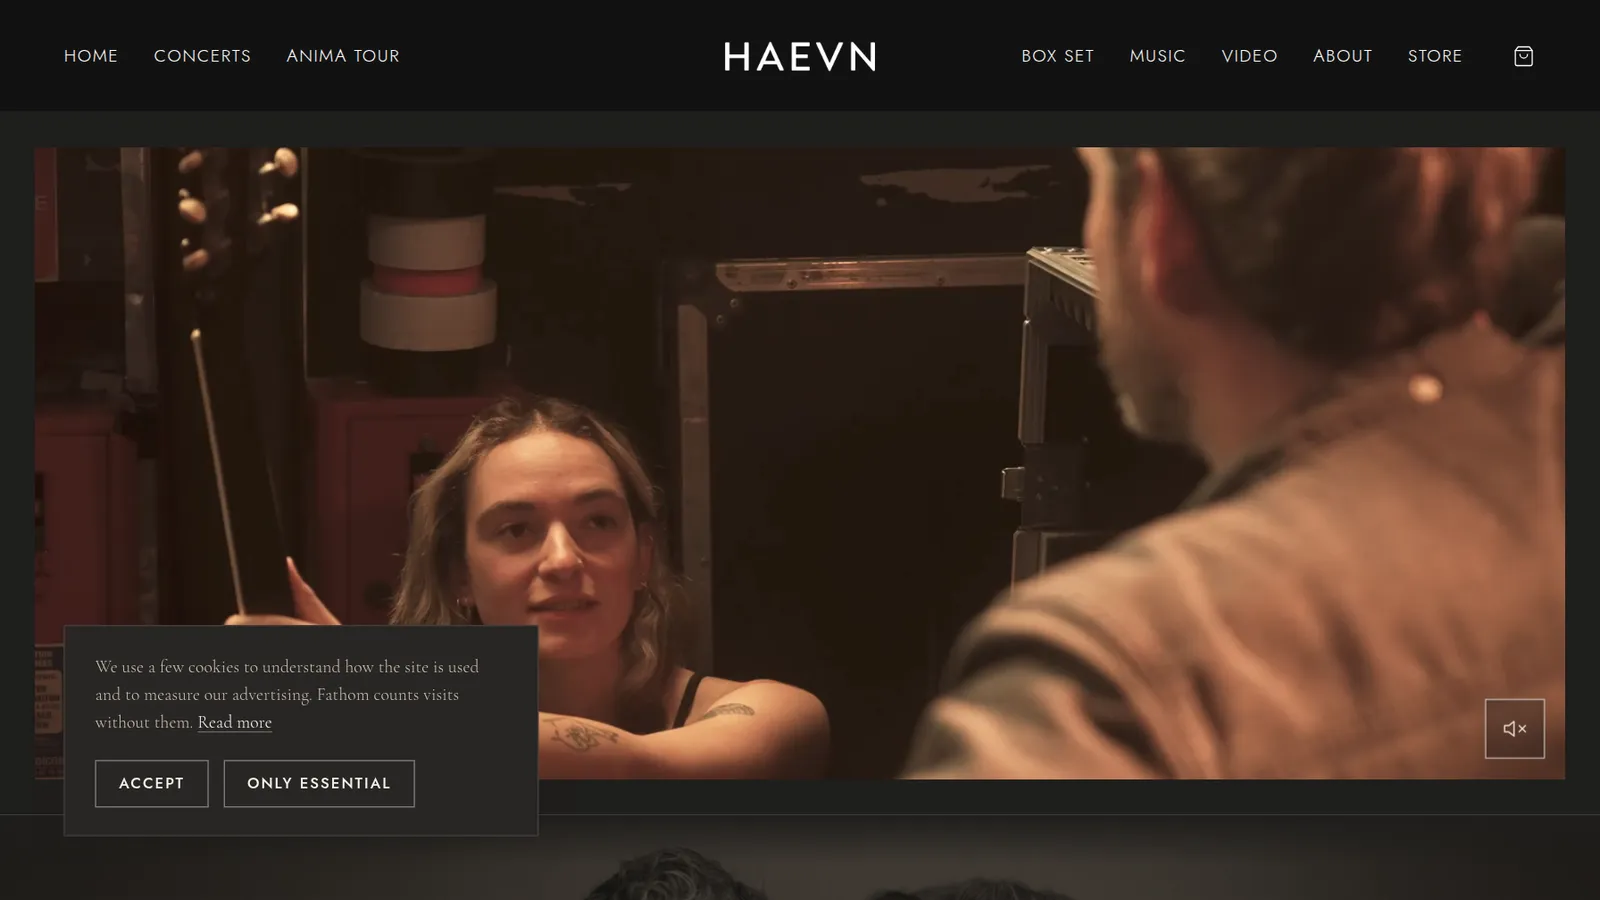 HOME CONCERTS ANIMA TOUR HAEVN BOX SET MUSIC VIDEO ABOUT STORE
We use a few cookies to understand how the site is used
and to measure our advertising. Fathom counts visits
without them. Read more
ACCEPT ONLY ESSENTIAL